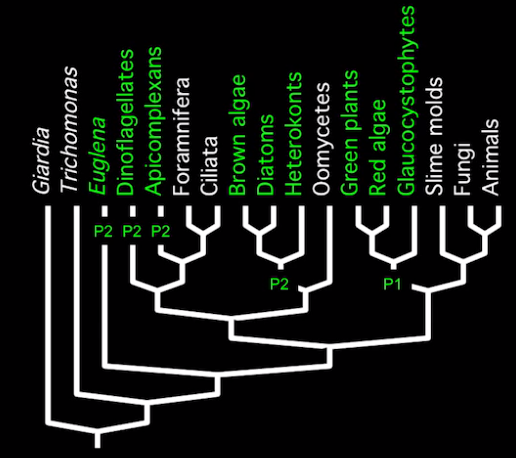 Giardia
Trichomonas
Euglena
Dinoflagellates
Apicomplexans
Foramnifera
Ciliata
Brown algae
Diatoms
Heterokonts
Oomycetes
Green plants
Red algae
Glaucocystophytes
Slime molds
Fungi
Animals
P2 P2 P2
P2 P1